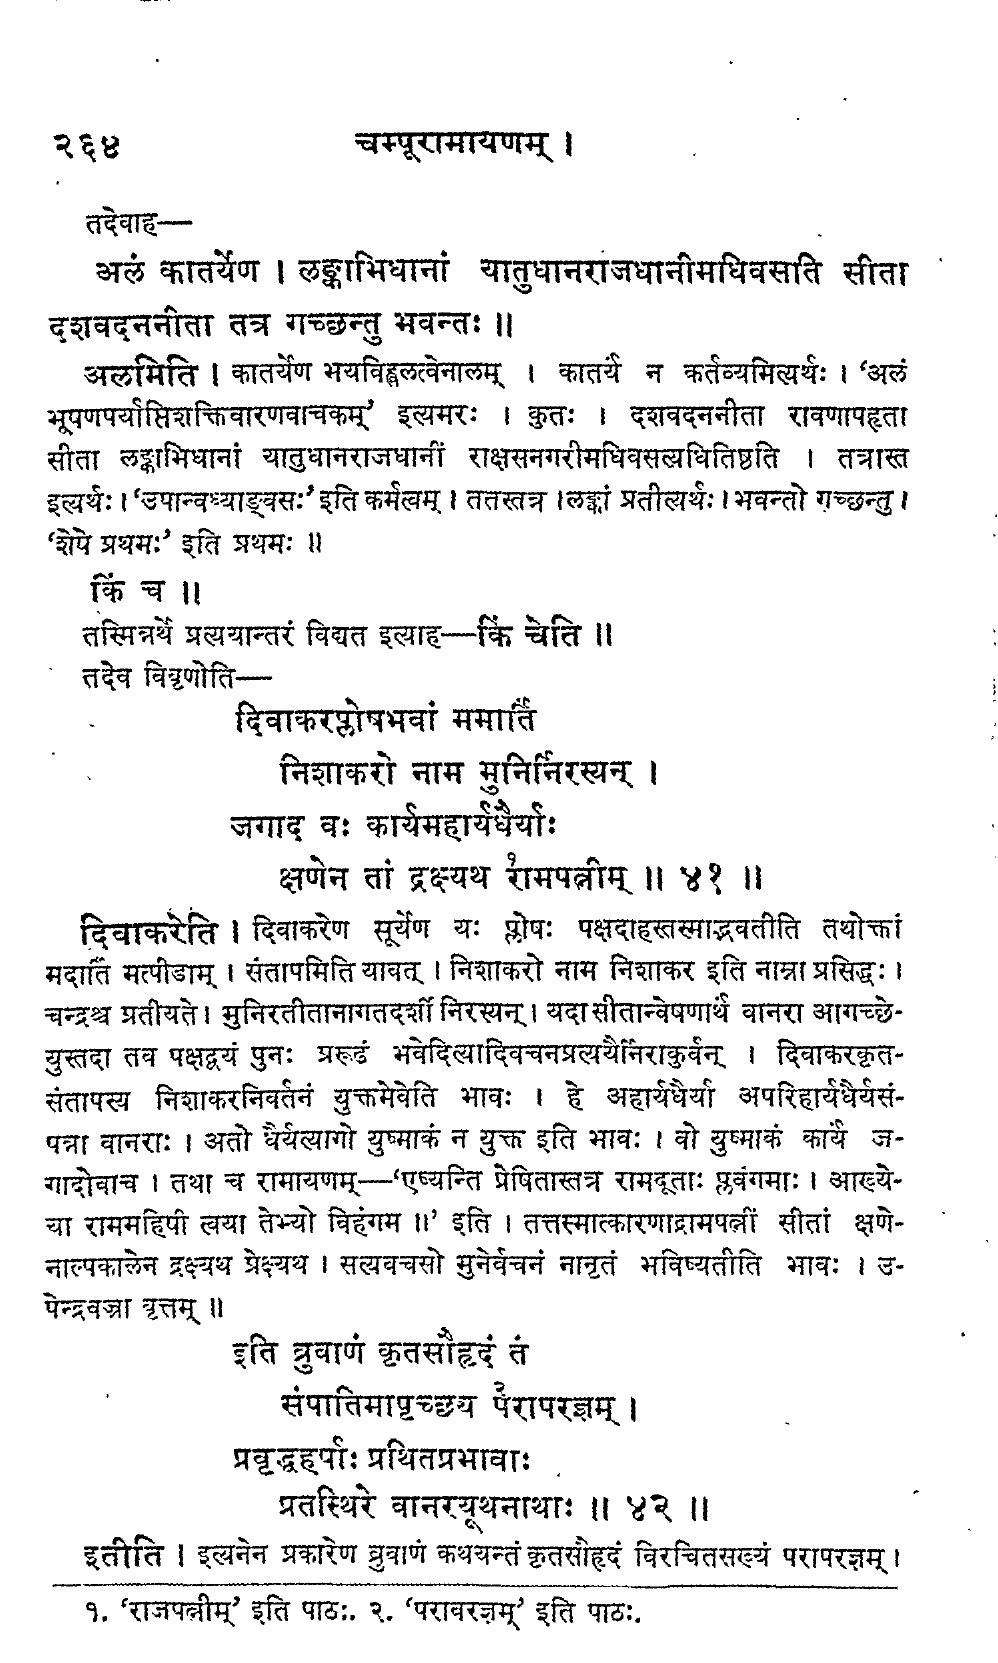 २६४ चम्पूरामायणम् ।
तदेवाह—
अलं कातर्येण । लङ्काभिधानां यातुधानराजधानीमधिवसति सीता
दशवदननीता तत्र गच्छन्तु भवन्तः ॥
अलमिति । कातर्येण भयविह्वलत्वेनालम् । कातर्यं न कर्तव्यमित्यर्थः । ‘अलं
भूषणपर्याप्तिशक्तिवारणवाचकम्’ इत्यमरः । कुतः । दशवदननीता रावणापहृता
सीता लङ्काभिधानां यातुधानराजधानीं राक्षसनगरीमधिवसत्यधितिष्ठति । तत्रास्त
इत्यर्थः । ‘उपान्वध्याङ्वसः’ इति कर्मत्वम् । ततस्तत्र । लङ्कां प्रतीत्यर्थः । भवन्तो गच्छन्तु ।
‘शेषे प्रथमः’ इति प्रथमः ॥
किं च ॥
तस्मिन्नर्थे प्रत्ययान्तरं विद्यत इत्याह—किं चेति ॥
तदेव विवृणोति—
दिवाकरप्लोषभवां ममार्तिं
निशाकरो नाम मुनिर्निरस्यन् ।
जगाद वः कार्यमहार्यधैर्याः
क्षणेन तां द्रक्ष्यथ १रामपत्नीम् ॥ ४१ ॥
दिवाकरेति । दिवाकरेण सूर्येण यः प्लोषः पक्षदाहस्तस्माद्भवतीति तथोक्तां
मदार्तिं मत्पीडाम् । संतापमिति यावत् । निशाकरो नाम निशाकर इति नाम्ना प्रसिद्धः ।
चन्द्रश्च प्रतीयते । मुनिरतीतानागतदर्शी निरस्यन् । यदा सीतान्वेषणार्थं वानरा आगच्छे-
युस्तदा तव पक्षद्वयं पुनः प्ररूढं भवेदित्यादिवचनप्रत्ययैर्निराकुर्वन् । दिवाकरकृत-
संतापस्य निशाकरनिवर्तनं युक्तमेवेति भावः । हे अहार्यधैर्या अपरिहार्यधैर्यसं-
पन्ना वानराः । अतो धैर्यत्यागो युष्माकं न युक्त इति भावः । वो युष्माकं कार्यं ज-
गादोवाच । तथा च रामायणम्—‘एष्यन्ति प्रेषितास्तत्र रामदूताः प्लवंगमाः । आख्ये-
या राममहिषी त्वया तेभ्यो विहंगम ॥’ इति । तत्तस्मात्कारणाद्रामपत्नीं सीतां क्षणे-
नाल्पकालेन द्रक्ष्यथ प्रेक्ष्यथ । सत्यवचसो मुनेर्वचनं नानृतं भविष्यतीति भावः । उ-
पेन्द्रवज्रा वृत्तम् ॥
इति ब्रुवाणं कृतसौहृदं तं
संपातिमापृच्छय २परापरज्ञम् ।
प्रवृद्धहर्षाः प्रथितप्रभावाः
प्रतस्थिरे वानरयूथनाथाः ॥ ४२ ॥
इतीति । इत्यनेन प्रकारेण ब्रुवाणं कथयन्तं कृतसौहृदं विरचितसख्यं परापरज्ञम् ।
१. ‘राजपत्नीम्’ इति पाठः. २. ‘परावरज्ञम्’ इति पाठः.